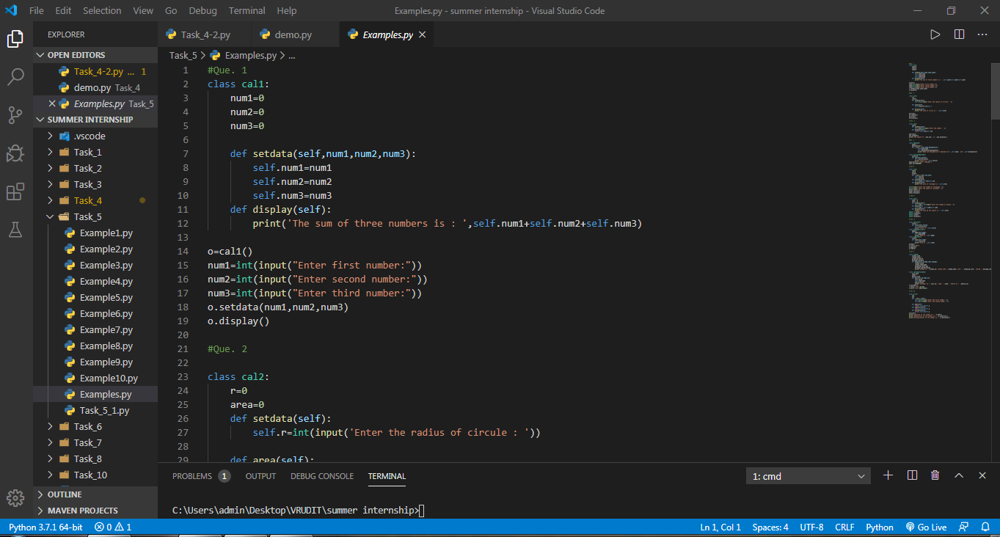 File Edit Selection View Go Debug Terminal Help Examples.py - summer internship - Visual Studio Code
EXPLORER
OPEN EDITORS
Task_4-2.py ... 1
demo.py Task_4
Examples.py Task_5
SUMMER INTERNSHIP
.vscode
Task_1
Task_2
Task_3
Task_4
Task_5
Example1.py
Example2.py
Example3.py
Example4.py
Example5.py
Example6.py
Example7.py
Example8.py
Example9.py
Example10.py
Examples.py
Task_5_1.py
Task_6
Task_7
Task_8
Task_10
OUTLINE
MAVEN PROJECTS
Task_4-2.py demo.py Examples.py
Task_5 > Examples.py > ...
1 #Que. 1
2 class cal1:
3 num1=0
4 num2=0
5 num3=0
6
7 def setdata(self,num1,num2,num3):
8 self.num1=num1
9 self.num2=num2
10 self.num3=num3
11 def display(self):
12 print('The sum of three numbers is : ',self.num1+self.num2+self.num3)
13
14 o=cal1()
15 num1=int(input("Enter first number:"))
16 num2=int(input("Enter second number:"))
17 num3=int(input("Enter third number:"))
18 o.setdata(num1,num2,num3)
19 o.display()
20
21 #Que. 2
22
23 class cal2:
24 r=0
25 area=0
26 def setdata(self):
27 self.r=int(input('Enter the radius of circule : '))
28
29 def area(self):
PROBLEMS 1 OUTPUT DEBUG CONSOLE TERMINAL 1: cmd
C:\Users\admin\Desktop\VRUDIT\summer internship>
Python 3.7.1 64-bit 0 1 Ln 1, Col 1 Spaces: 4 UTF-8 CRLF Python Go Live